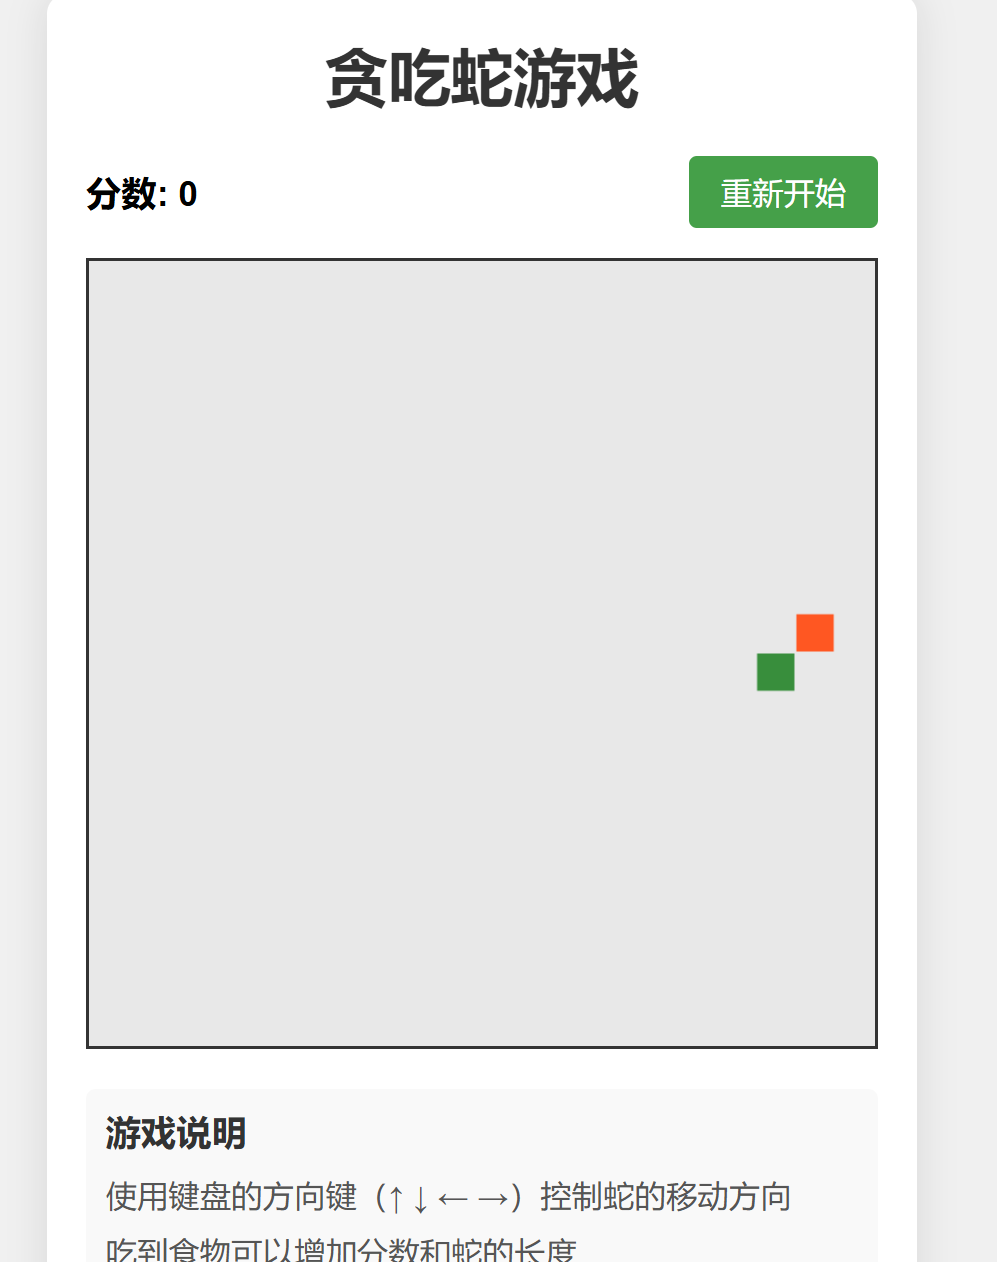 贪吃蛇游戏
分数: 0
重新开始
游戏说明
使用键盘的方向键（↑ ↓ ← →）控制蛇的移动方向
吃到食物可以增加分数和蛇的长度